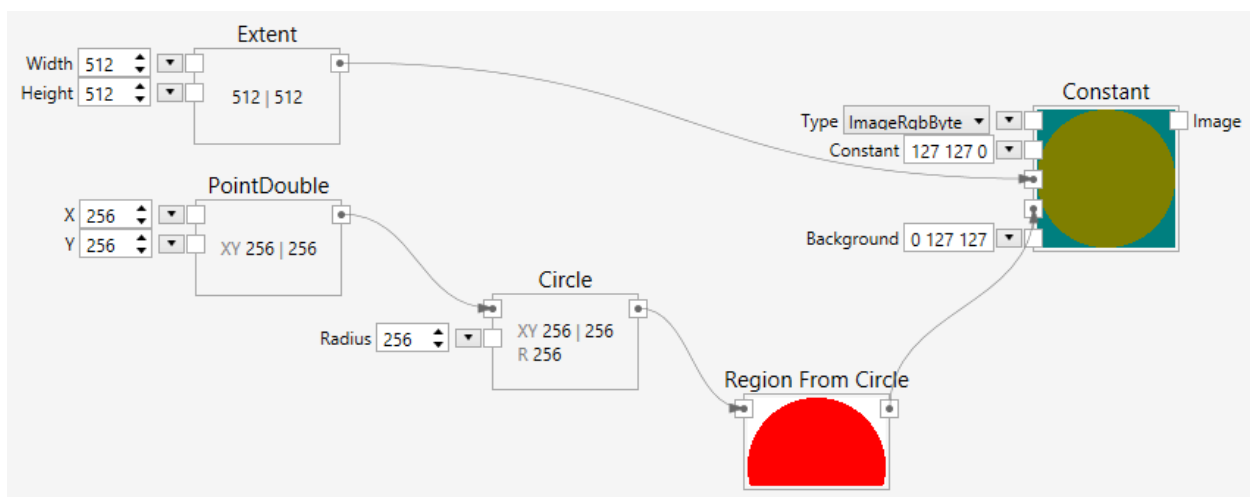 Extent
Width 512
Height 512
512 | 512
Constant
Type ImageRgbByte
Image
Constant 127 127 0
Background 0 127 127
PointDouble
X 256
Y 256
XY 256 | 256
Circle
Radius 256
XY 256 | 256
R 256
Region From Circle